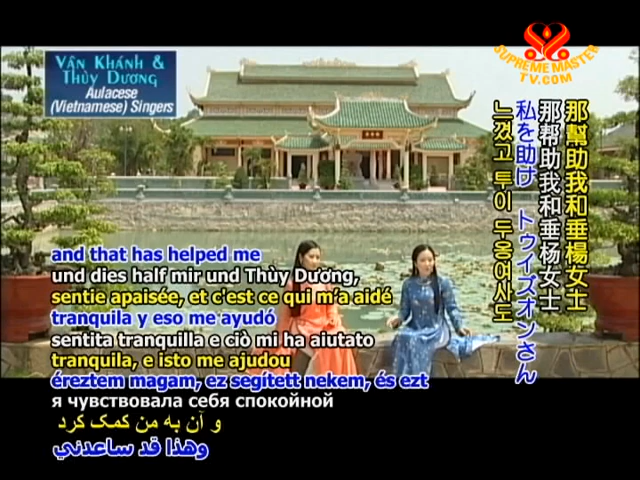 VÂN KHÁNH &
THÙY DƯƠNG
Aulacese
(Vietnamese) Singers
SUPREME MASTER
TV.COM
那幫助我和垂楊女士
那帮助我和垂杨女士
私を助け トゥイズオンさん
느꼈고 투이 두옹여사도
and that has helped me
und dies half mir und Thùy Dương,
sentie apaisée, et c'est ce qui m'a aidé
tranquila y eso me ayudó
sentita tranquilla e ciò mi ha aiutato
tranquila, e isto me ajudou
éreztem magam, ez segített nekem, és ezt
я чувствовала себя спокойной
و آن به من کمک کرد
وهذا قد ساعدني